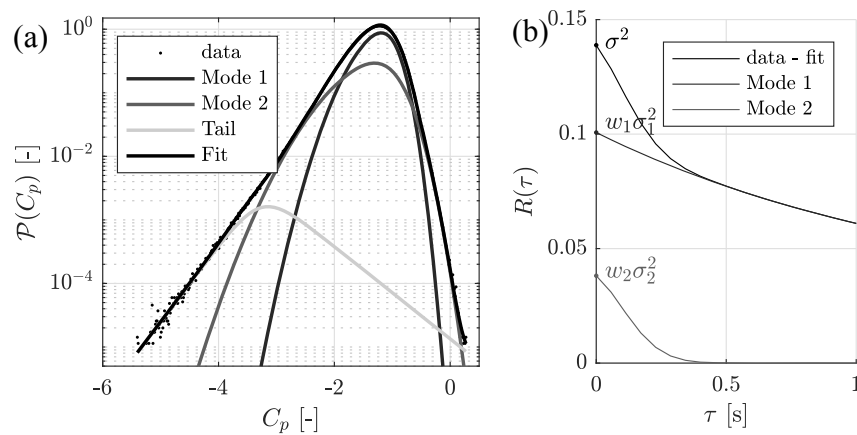 (a)
10^0
10^-2
10^-4
P(C_p) [-]
data
Mode 1
Mode 2
Tail
Fit
-6
-4
-2
0
C_p [-]
(b)
0.15
0.1
0.05
0
R(τ)
σ^2
w_1σ_1^2
w_2σ_2^2
data - fit
Mode 1
Mode 2
0
0.5
1
τ [s]